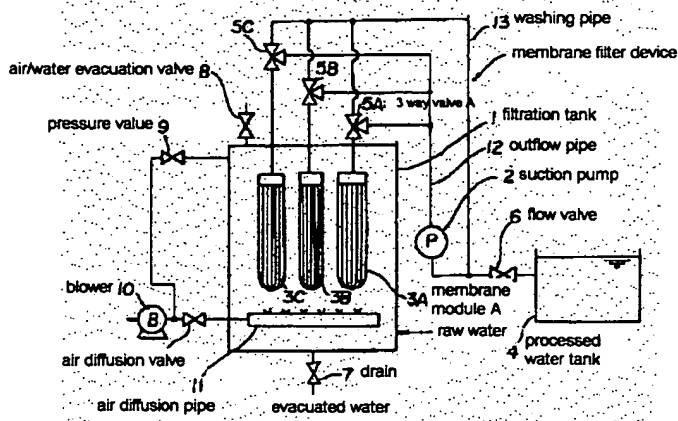 5C
13 washing pipe
membrane filter device
5B
air/water evacuation valve 8
5A: 3 way valve A
1 filtration tank
pressure value 9
12 outflow pipe
2 suction pump
6 flow valve
P
3C
3B
3A
membrane
module A
blower 10
B
raw water
4 processed
water tank
air diffusion valve
11
7 drain
air diffusion pipe
evacuated water